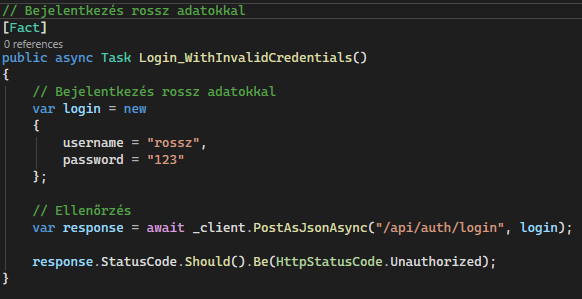 // Bejelentkezés rossz adatokkal
[Fact]
0 references
public async Task Login_WithInvalidCredentials()
{
// Bejelentkezés rossz adatokkal
var login = new
{
username = "rossz",
password = "123"
};
// Ellenőrzés
var response = await _client.PostAsJsonAsync("/api/auth/login", login);
response.StatusCode.Should().Be(HttpStatusCode.Unauthorized);
}